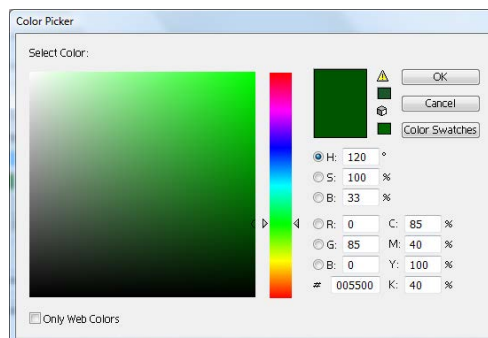 Color Picker
Select Color:
OK
Cancel
Color Swatches
H: 120 °
S: 100 %
B: 33 %
R: 0 C: 85 %
G: 85 M: 40 %
B: 0 Y: 100 %
# 005500 K: 40 %
Only Web Colors